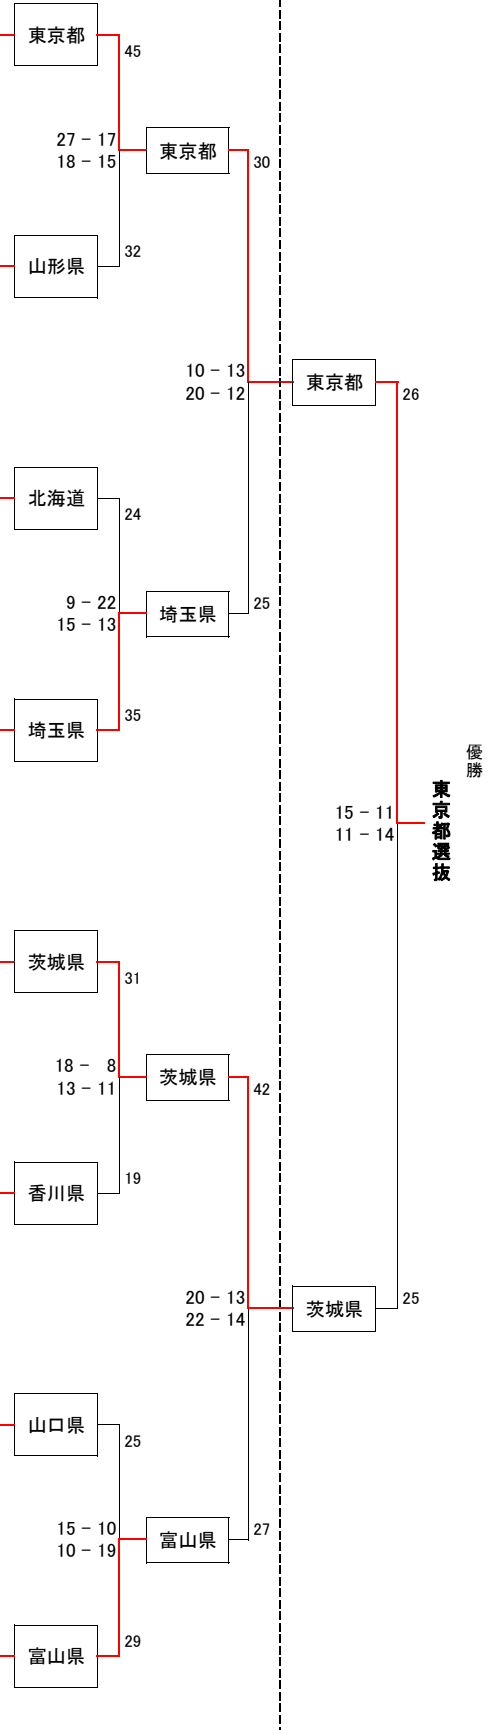 東京都
45
27 - 17
18 - 15
東京都
30
山形県
32
10 - 13
20 - 12
東京都
26
北海道
24
9 - 22
15 - 13
埼玉県
25
埼玉県
35
優勝
東京都選抜
15 - 11
11 - 14
茨城県
31
18 - 8
13 - 11
茨城県
42
香川県
19
20 - 13
22 - 14
茨城県
25
山口県
25
15 - 10
10 - 19
富山県
27
富山県
29